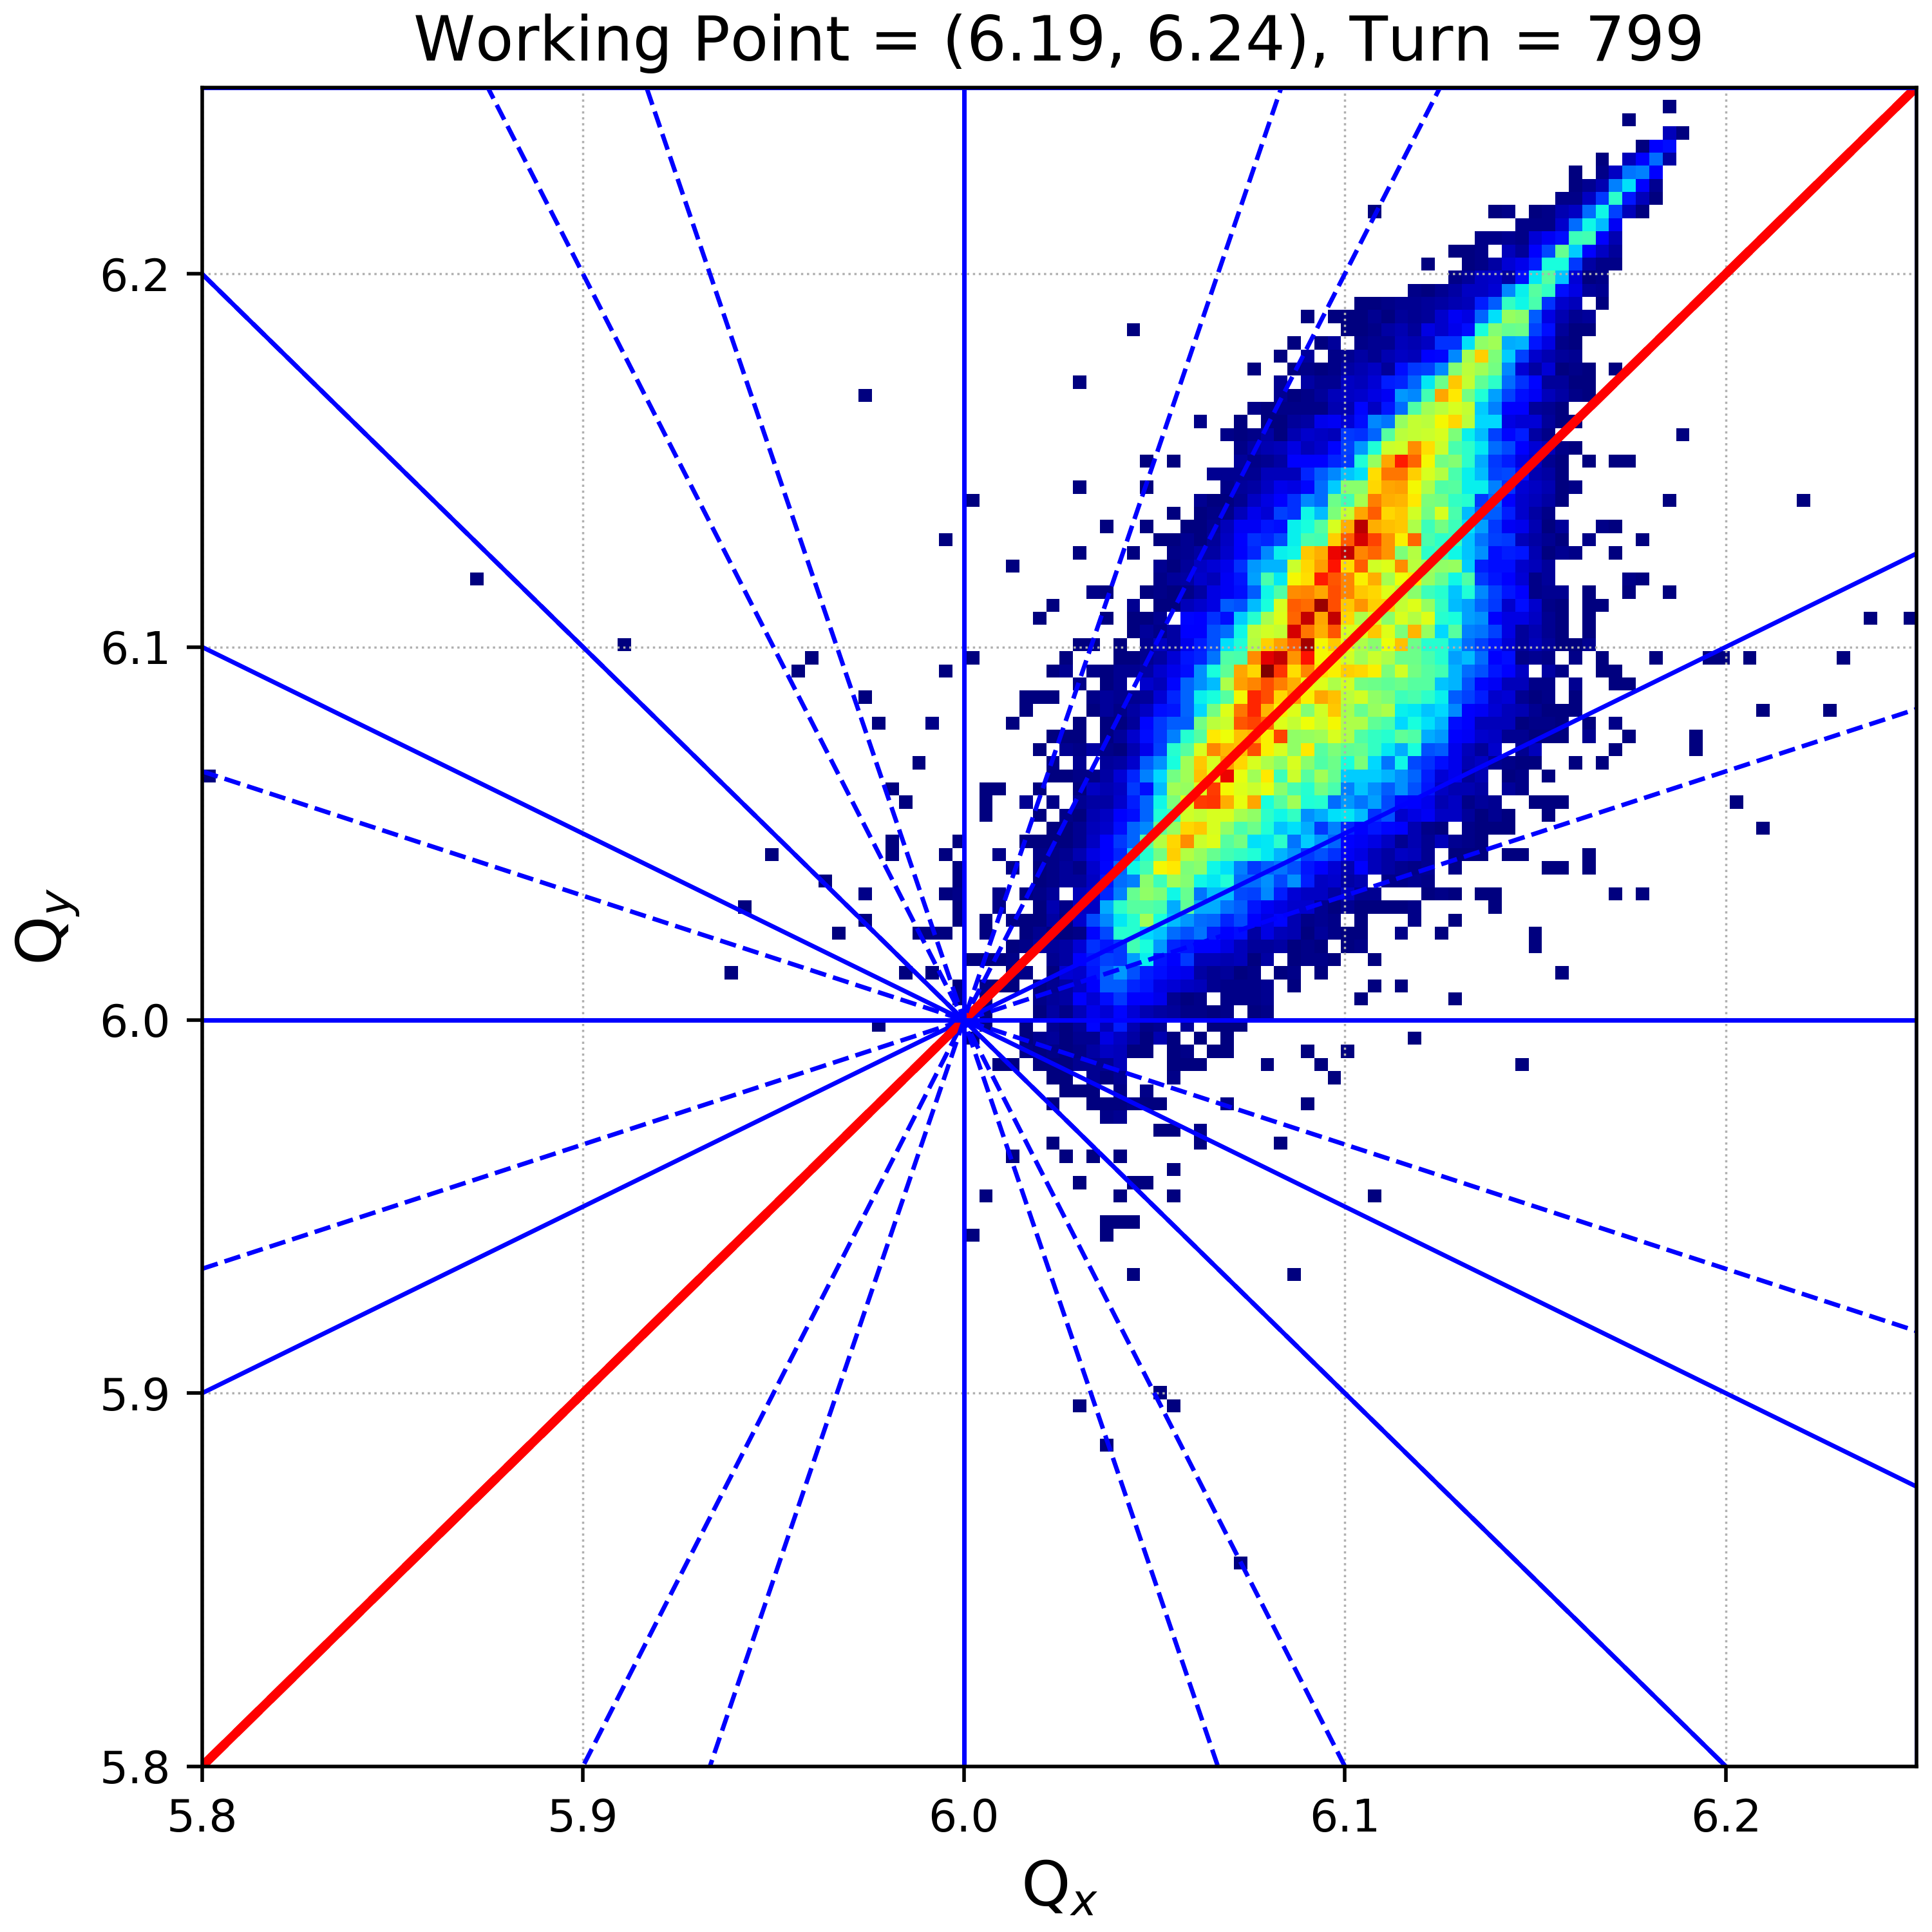 Working Point = (6.19, 6.24), Turn = 799
6.2
6.1
6.0
5.9
5.8
Qy
5.8 5.9 6.0 6.1 6.2
Qx